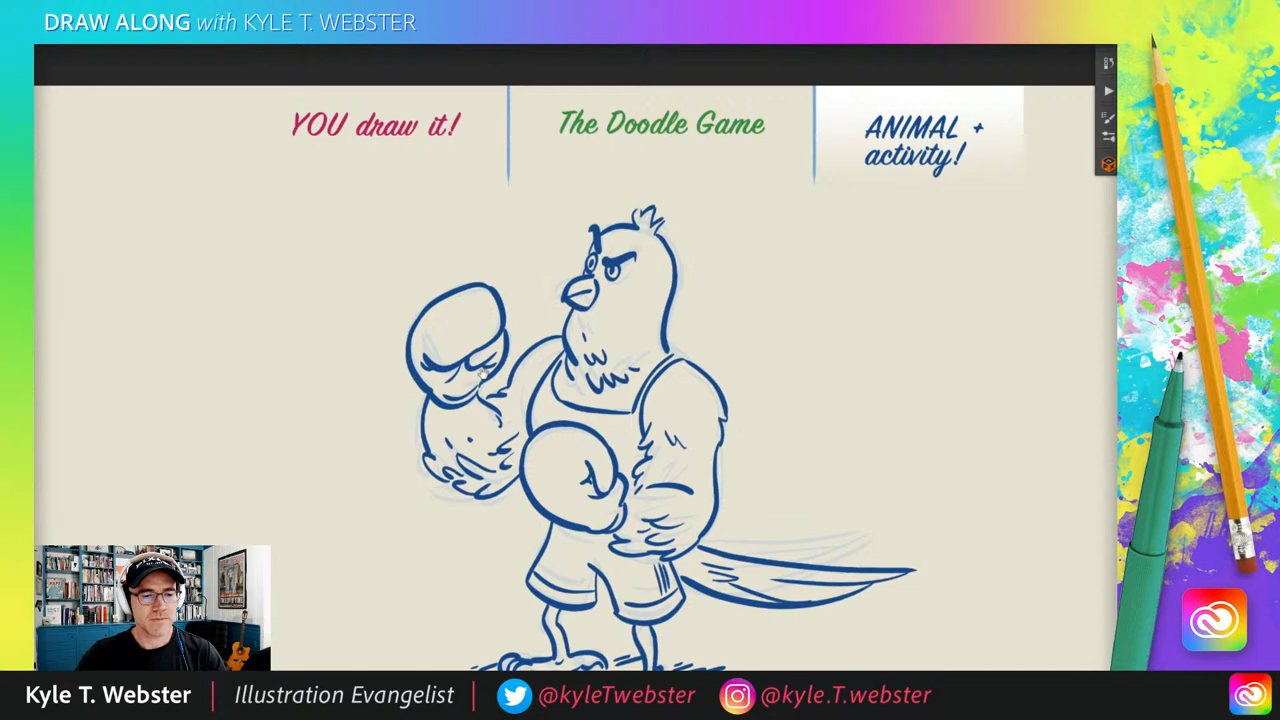 DRAW ALONG with KYLE T. WEBSTER
YOU draw it!
The Doodle Game
ANIMAL +
activity!
Kyle T. Webster | Illustration Evangelist @kyleTwebster @kyle.T.webster